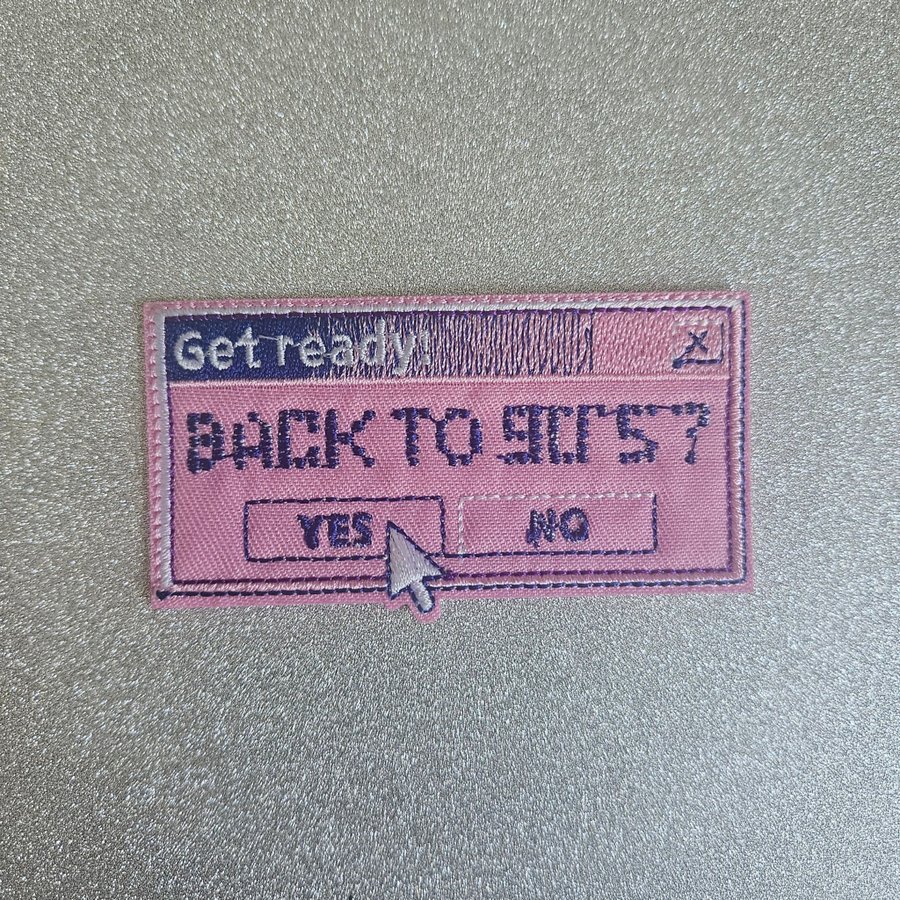 Get ready! X
BACK TO 90'S?
YES NO